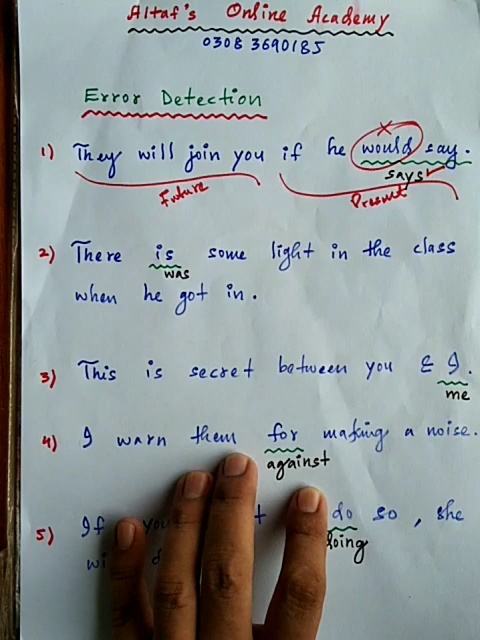 Altaf's Online Academy
0308 3690185
Error Detection
1) They will join you if he would say.
says
Future Present
2) There is some light in the class
was
when he got in.
3) This is secret between you & I.
me
4) I warn them for making a noise.
against
5) If do so, she
doing